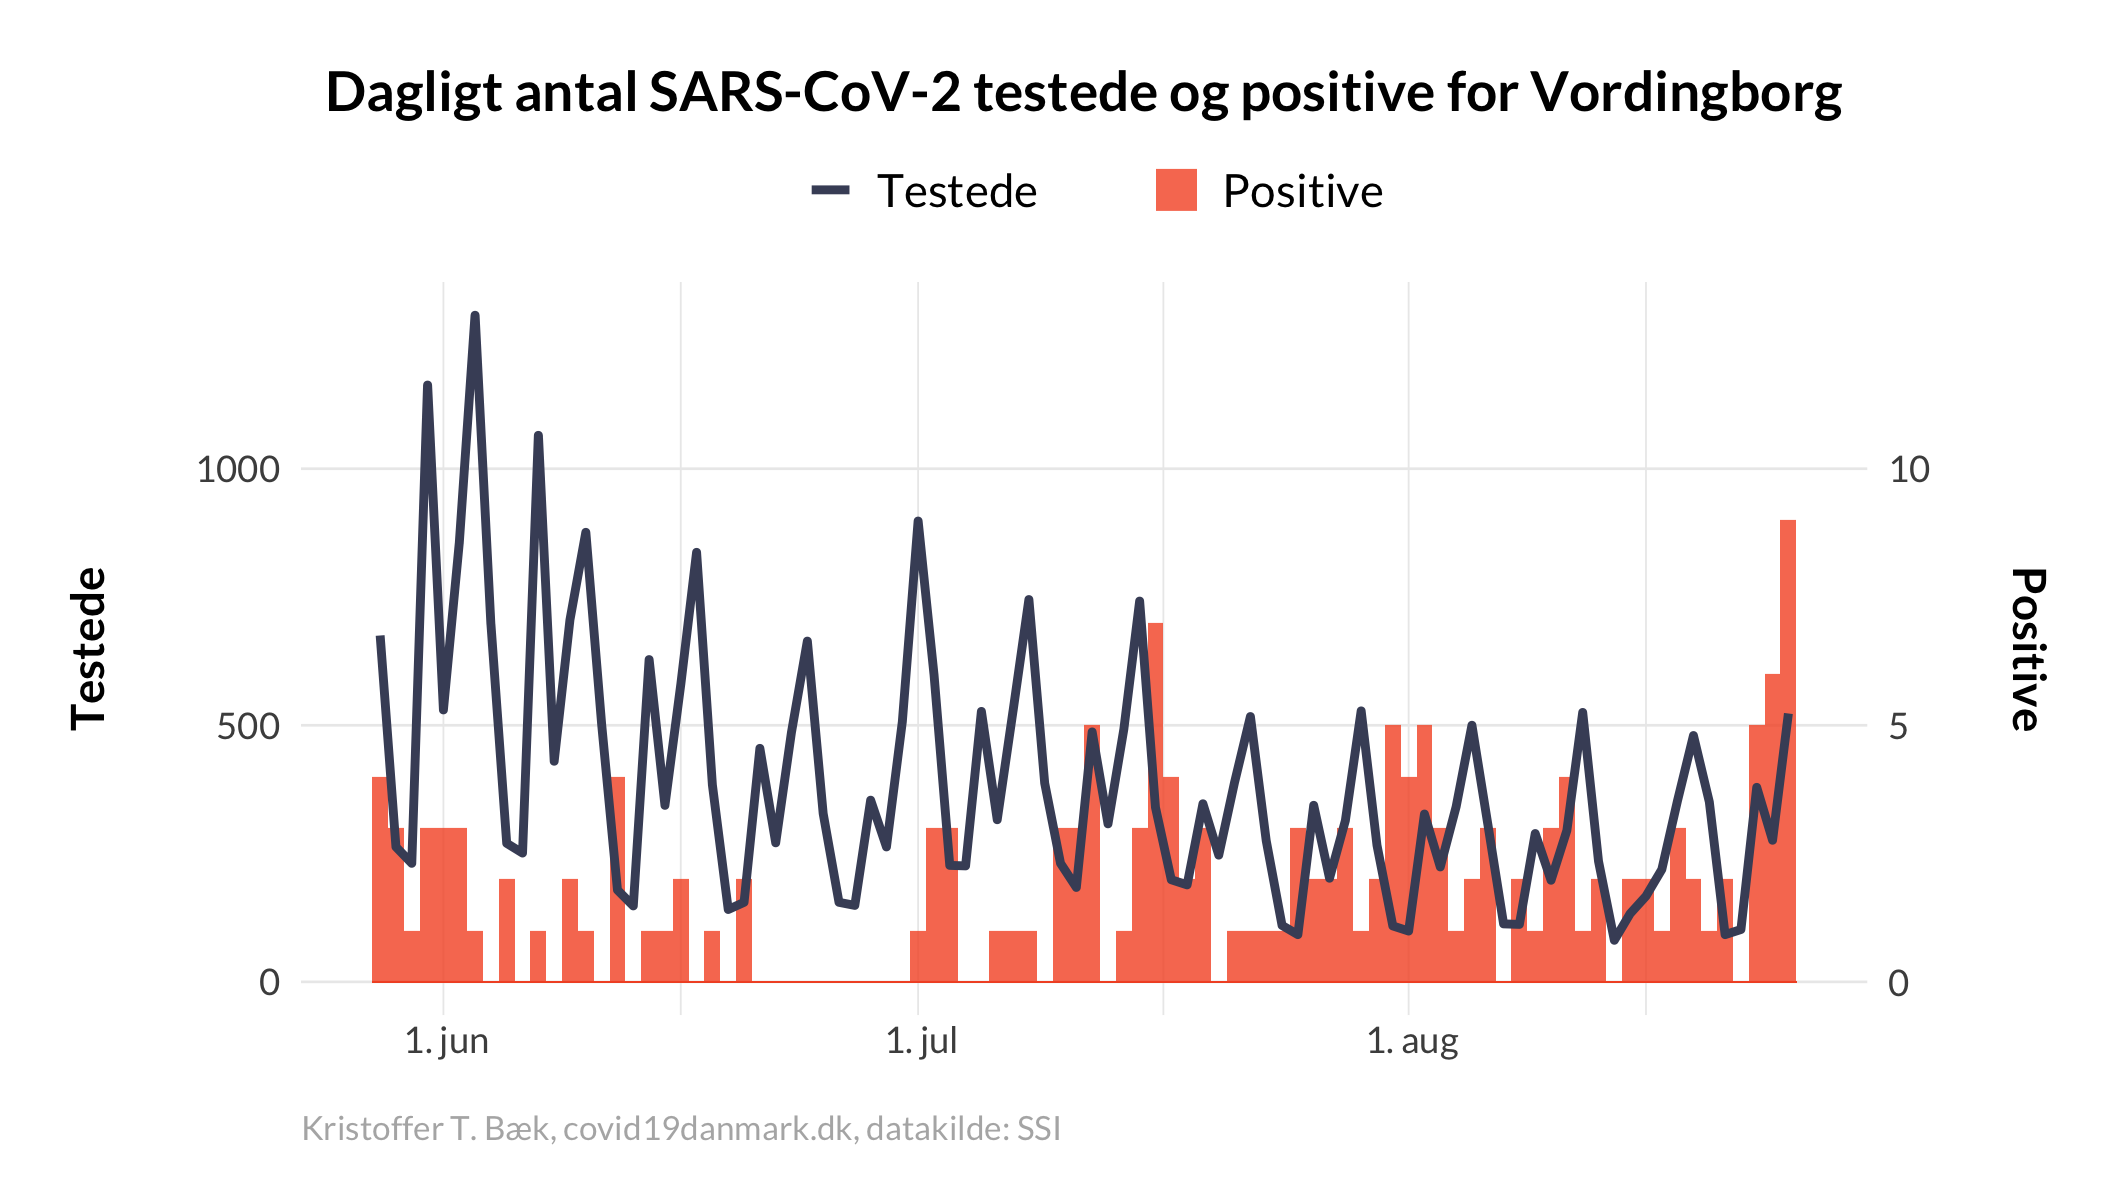 Dagligt antal SARS-CoV-2 testede og positive for Vordingborg
Testede
Positive
1000
500
0
10
5
0
Testede
Positive
1. jun
1. jul
1. aug
Kristoffer T. Bæk, covid19danmark.dk, datakilde: SSI